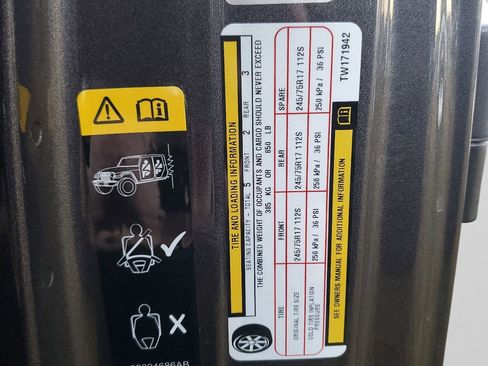 TIRE AND LOADING INFORMATION
SEATING CAPACITY - TOTAL 5 FRONT 2 REAR 3
THE COMBINED WEIGHT OF OCCUPANTS AND CARGO SHOULD NEVER EXCEED
385 KG OR 850 LB
TIRE FRONT REAR SPARE
ORIGINAL TIRE SIZE 245/75R17 112S 245/75R17 112S 245/75R17 112S
COLD TIRE INFLATION
PRESSURE 250 kPa / 36 PSI 250 kPa / 36 PSI 250 kPa / 36 PSI
SEE OWNERS MANUAL FOR ADDITIONAL INFORMATION
TW171942